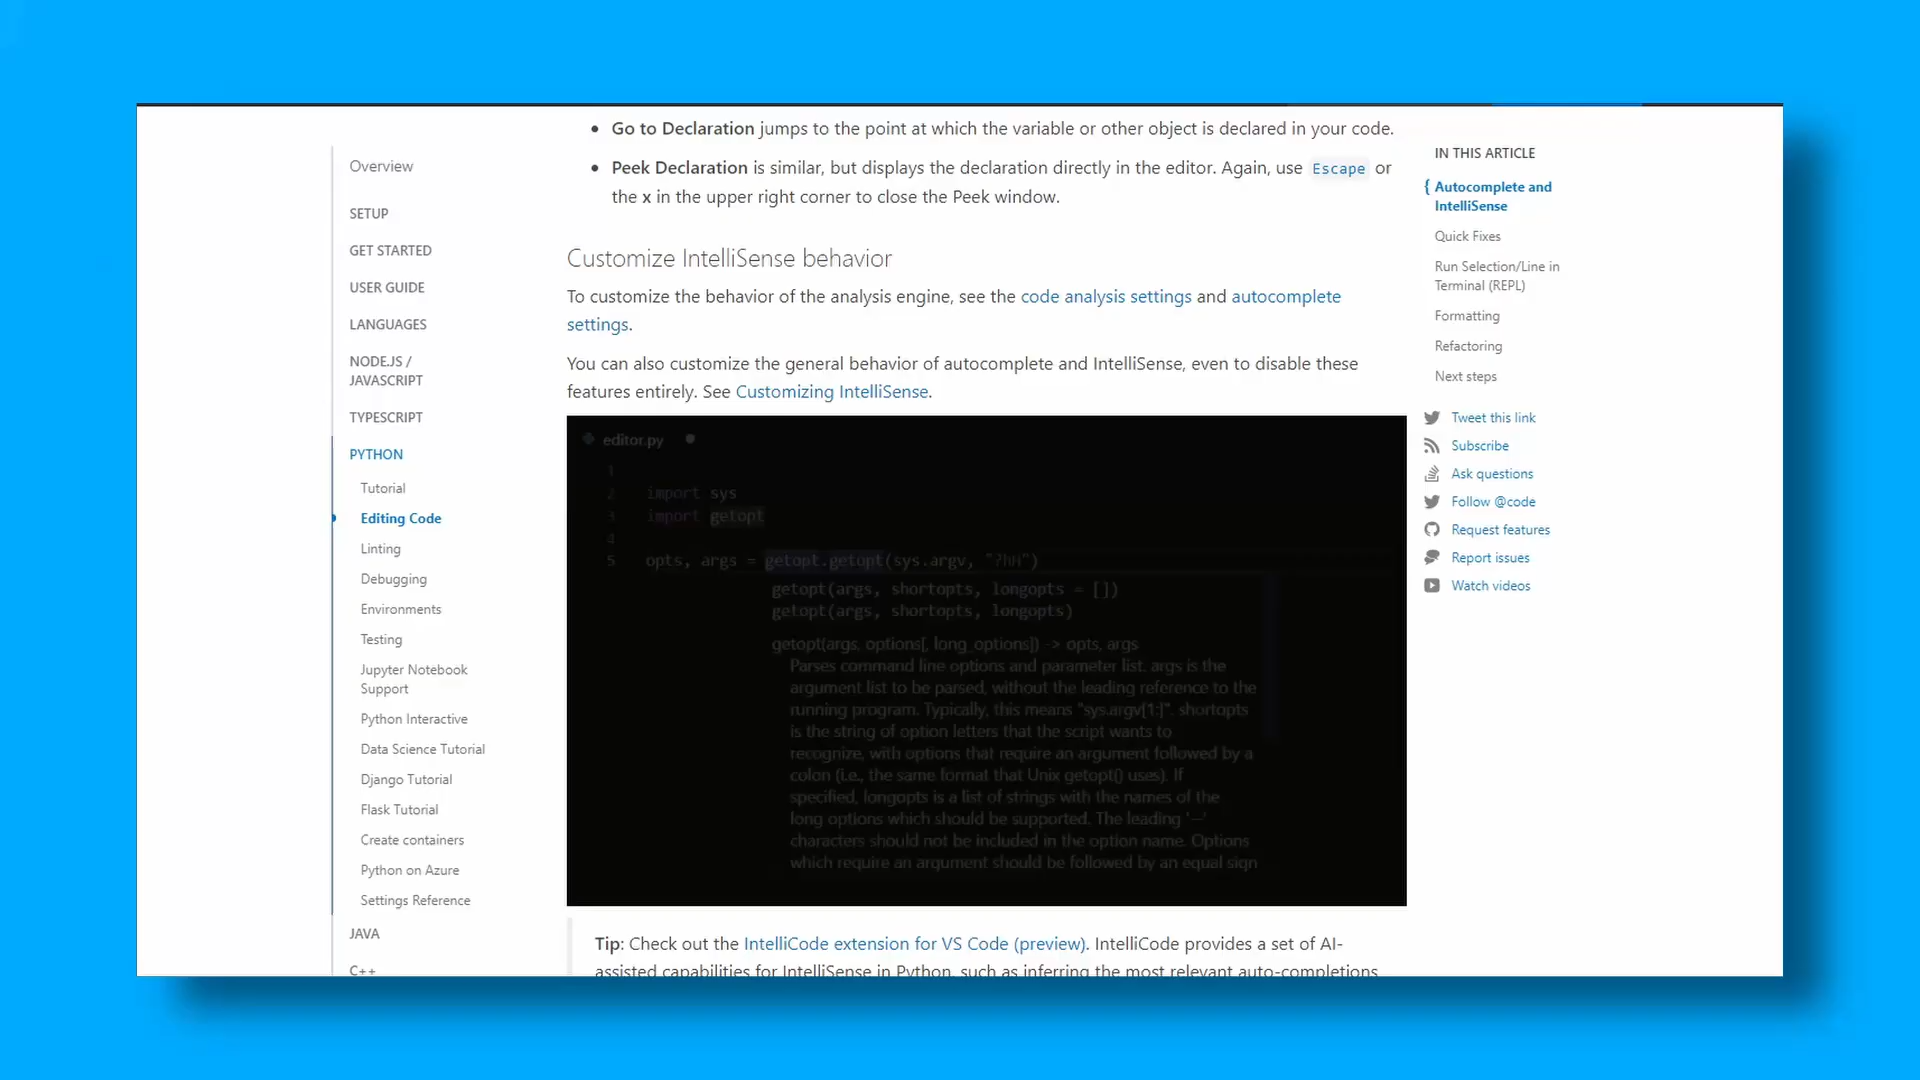 Overview
SETUP
GET STARTED
USER GUIDE
LANGUAGES
NODE.JS /
JAVASCRIPT
TYPESCRIPT
PYTHON
Tutorial
Editing Code
Linting
Debugging
Environments
Testing
Jupyter Notebook
Support
Python Interactive
Data Science Tutorial
Django Tutorial
Flask Tutorial
Create containers
Python on Azure
Settings Reference
JAVA
C++
Go to Declaration jumps to the point at which the variable or other object is declared in your code.
Peek Declaration is similar, but displays the declaration directly in the editor. Again, use Escape or
the x in the upper right corner to close the Peek window.
Customize IntelliSense behavior
To customize the behavior of the analysis engine, see the code analysis settings and autocomplete
settings.
You can also customize the general behavior of autocomplete and IntelliSense, even to disable these
features entirely. See Customizing IntelliSense.
editor.py
1
2 import sys
3 import getopt
4
5 opts, args = getopt.getopt(sys.argv,
getopt(args, shortopts, longopts = [])
getopt(args, shortopts, longopts)
getopt(args, options[, long_options]) -> opts, args
Parses command line options and parameter list. args is the
argument list to be parsed, without the leading reference to the
running program. Typically, this means "sys.argv[1:]". shortopts
is the string of option letters that the script wants to
recognize, with options that require an argument followed by a
colon (i.e., the same format that Unix getopt() uses). If
specified, longopts is a list of strings with the names of the
long options which should be supported. The leading '--'
characters should not be included in the option name. Options
which require an argument should be followed by an equal sign
Tip: Check out the IntelliCode extension for VS Code (preview). IntelliCode provides a set of AI-
assisted capabilities for IntelliSense in Python, such as inferring the most relevant auto-completions
IN THIS ARTICLE
{ Autocomplete and
IntelliSense
Quick Fixes
Run Selection/Line in
Terminal (REPL)
Formatting
Refactoring
Next steps
Tweet this link
Subscribe
Ask questions
Follow @code
Request features
Report issues
Watch videos